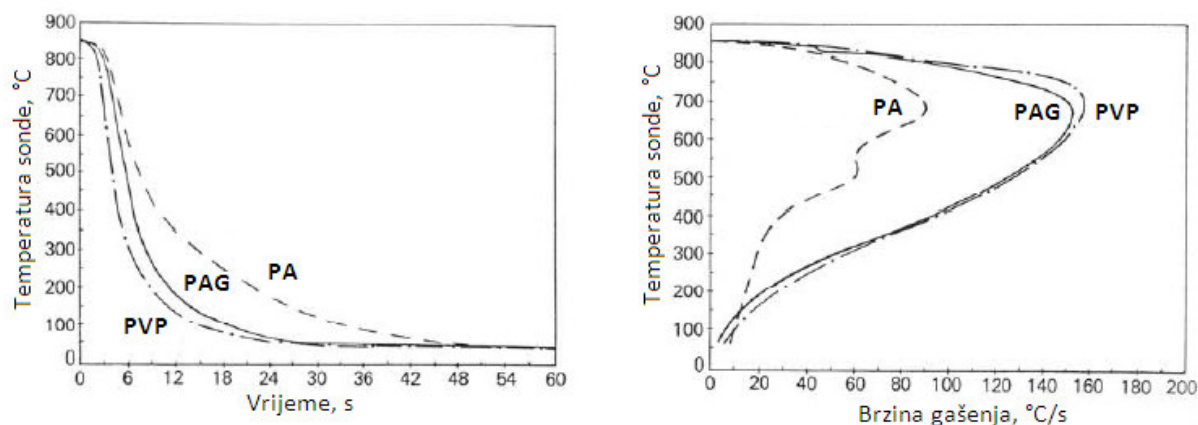 Temperatura sonde, °C
900
800
700
600
500
400
300
200
100
0
PAG
PA
PVP
0 6 12 18 24 30 36 42 48 54 60
Vrijeme, s
Temperatura sonde, °C
900
800
700
600
500
400
300
200
100
0
PA
PAG
PVP
0 20 40 60 80 100 120 140 160 180 200
Brzina gašenja, °C/s